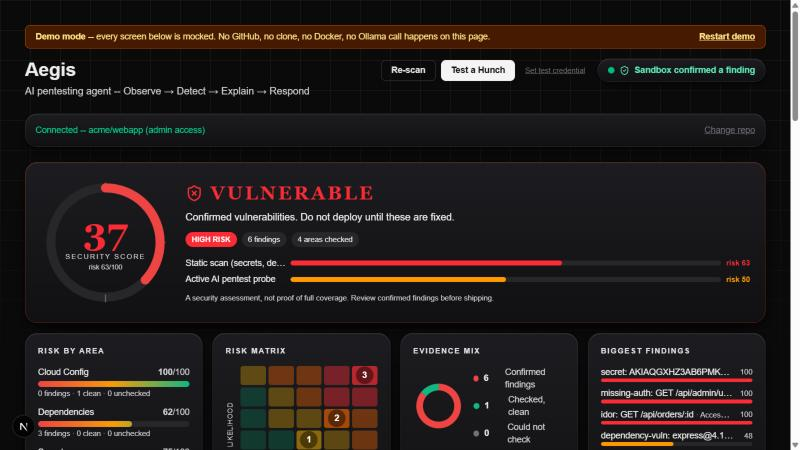 Demo mode -- every screen below is mocked. No GitHub, no clone, no Docker, no Ollama call happens on this page.
Restart demo
Aegis
Re-scan
Test a Hunch
Set test credential
Sandbox confirmed a finding
AI pentesting agent -- Observe → Detect → Explain → Respond
Connected -- acme/webapp (admin access)
Change repo
37
SECURITY SCORE
risk 63/100
VULNERABLE
Confirmed vulnerabilities. Do not deploy until these are fixed.
HIGH RISK
6 findings
4 areas checked
Static scan (secrets, de...
risk 63
Active AI pentest probe
risk 50
A security assessment, not proof of full coverage. Review confirmed findings before shipping.
RISK BY AREA
Cloud Config 100/100
0 findings · 1 clean · 0 unchecked
Dependencies 62/100
3 findings · 0 clean · 0 unchecked
RISK MATRIX
LIKELIHOOD
3
2
1
EVIDENCE MIX
6 Confirmed findings
1 Checked, clean
0 Could not check
BIGGEST FINDINGS
secret: AKIAQGXHZ3AB6PMK... 100
missing-auth: GET /api/admin/u... 100
idor: GET /api/orders/:id · Acces... 100
dependency-vuln: express@4.1... 48
N